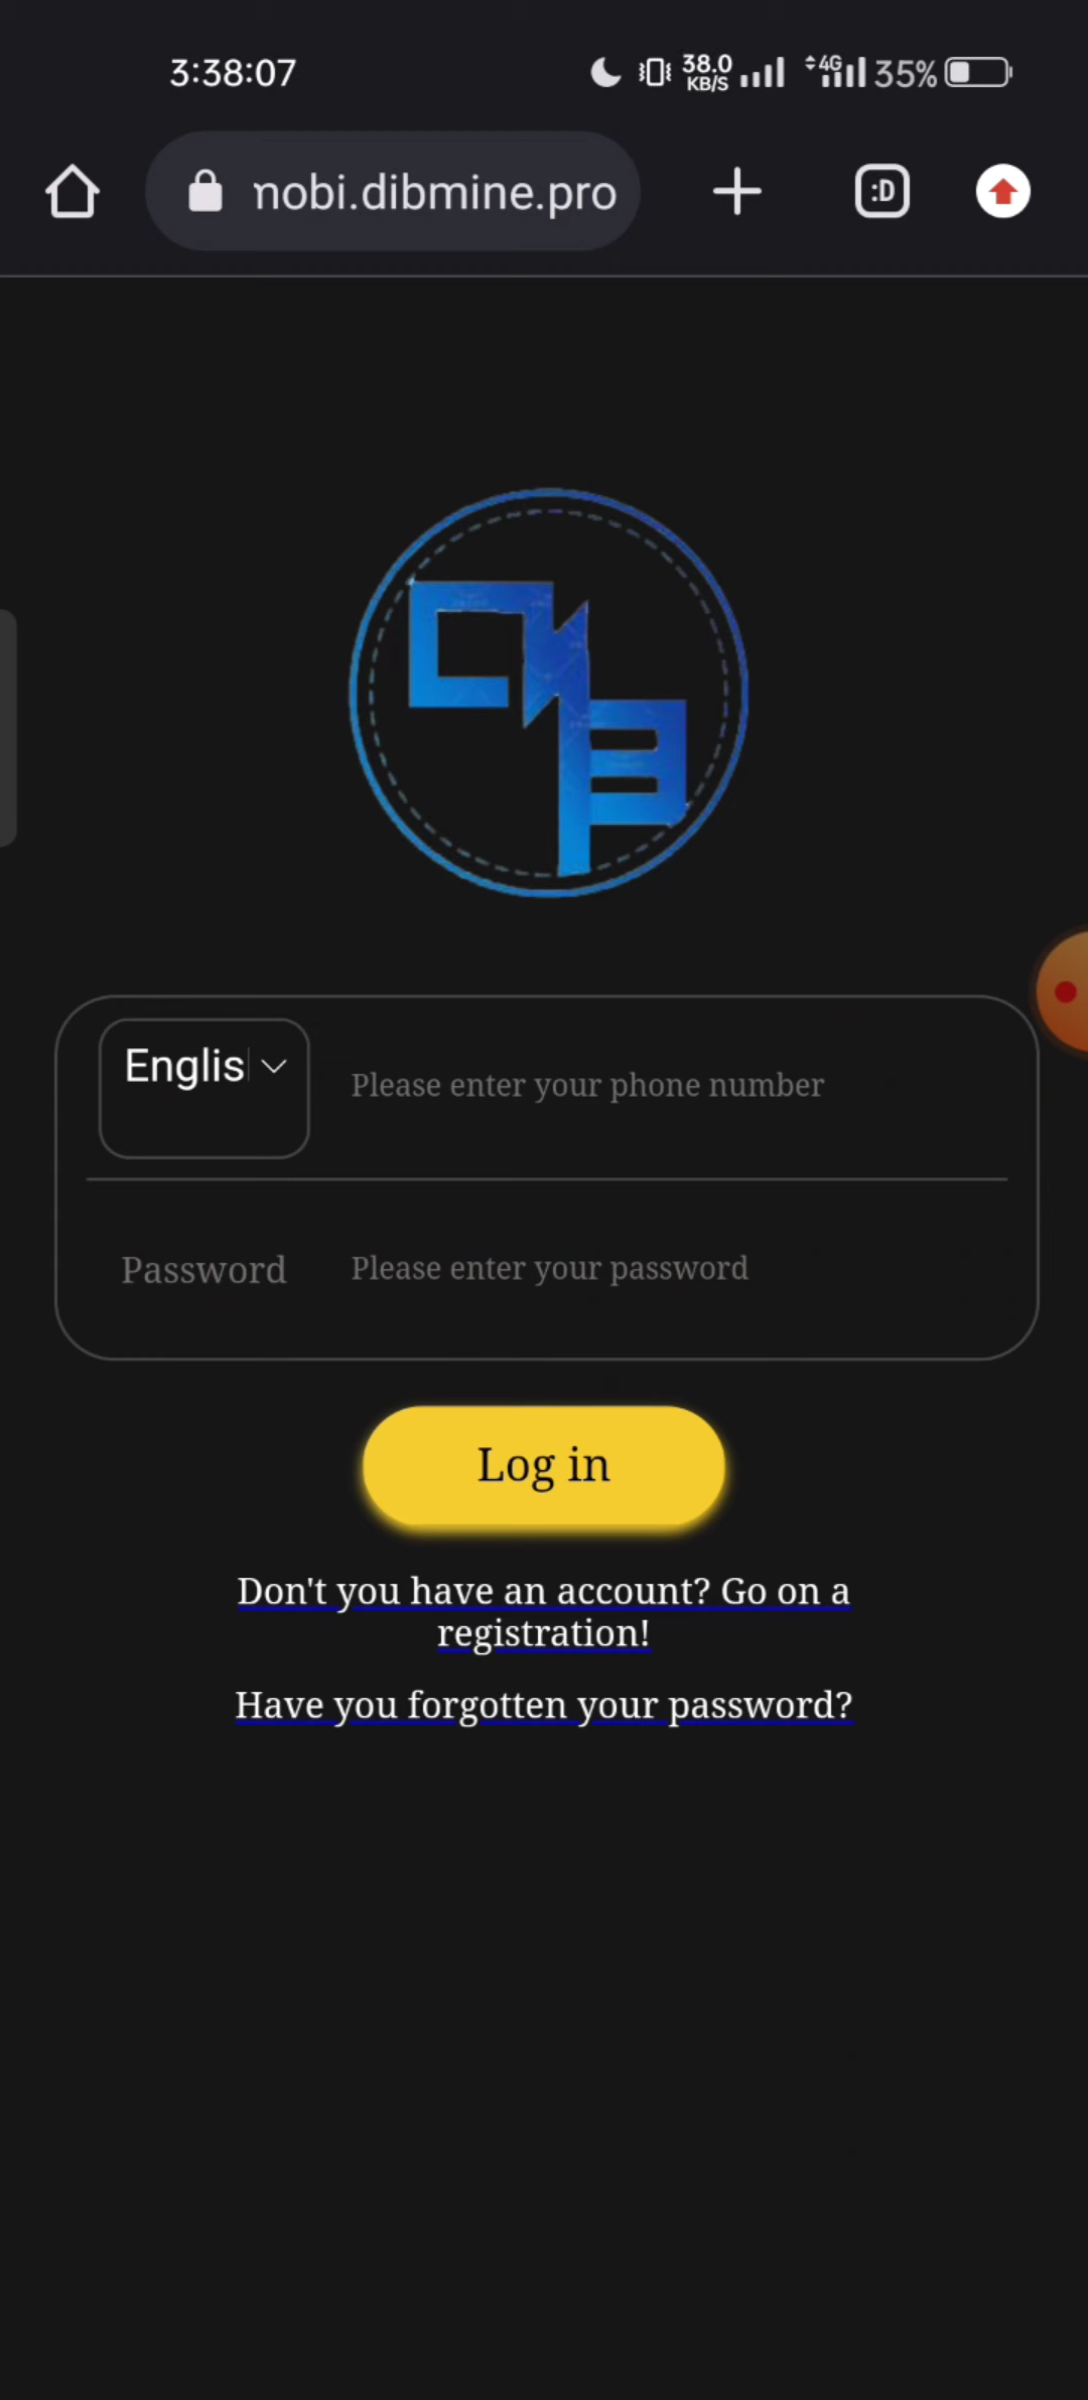 3:38:07 38.0 KB/S 4G 35%
nobi.dibmine.pro :D
Englis Please enter your phone number
Password Please enter your password
Log in
Don't you have an account? Go on a
registration!
Have you forgotten your password?